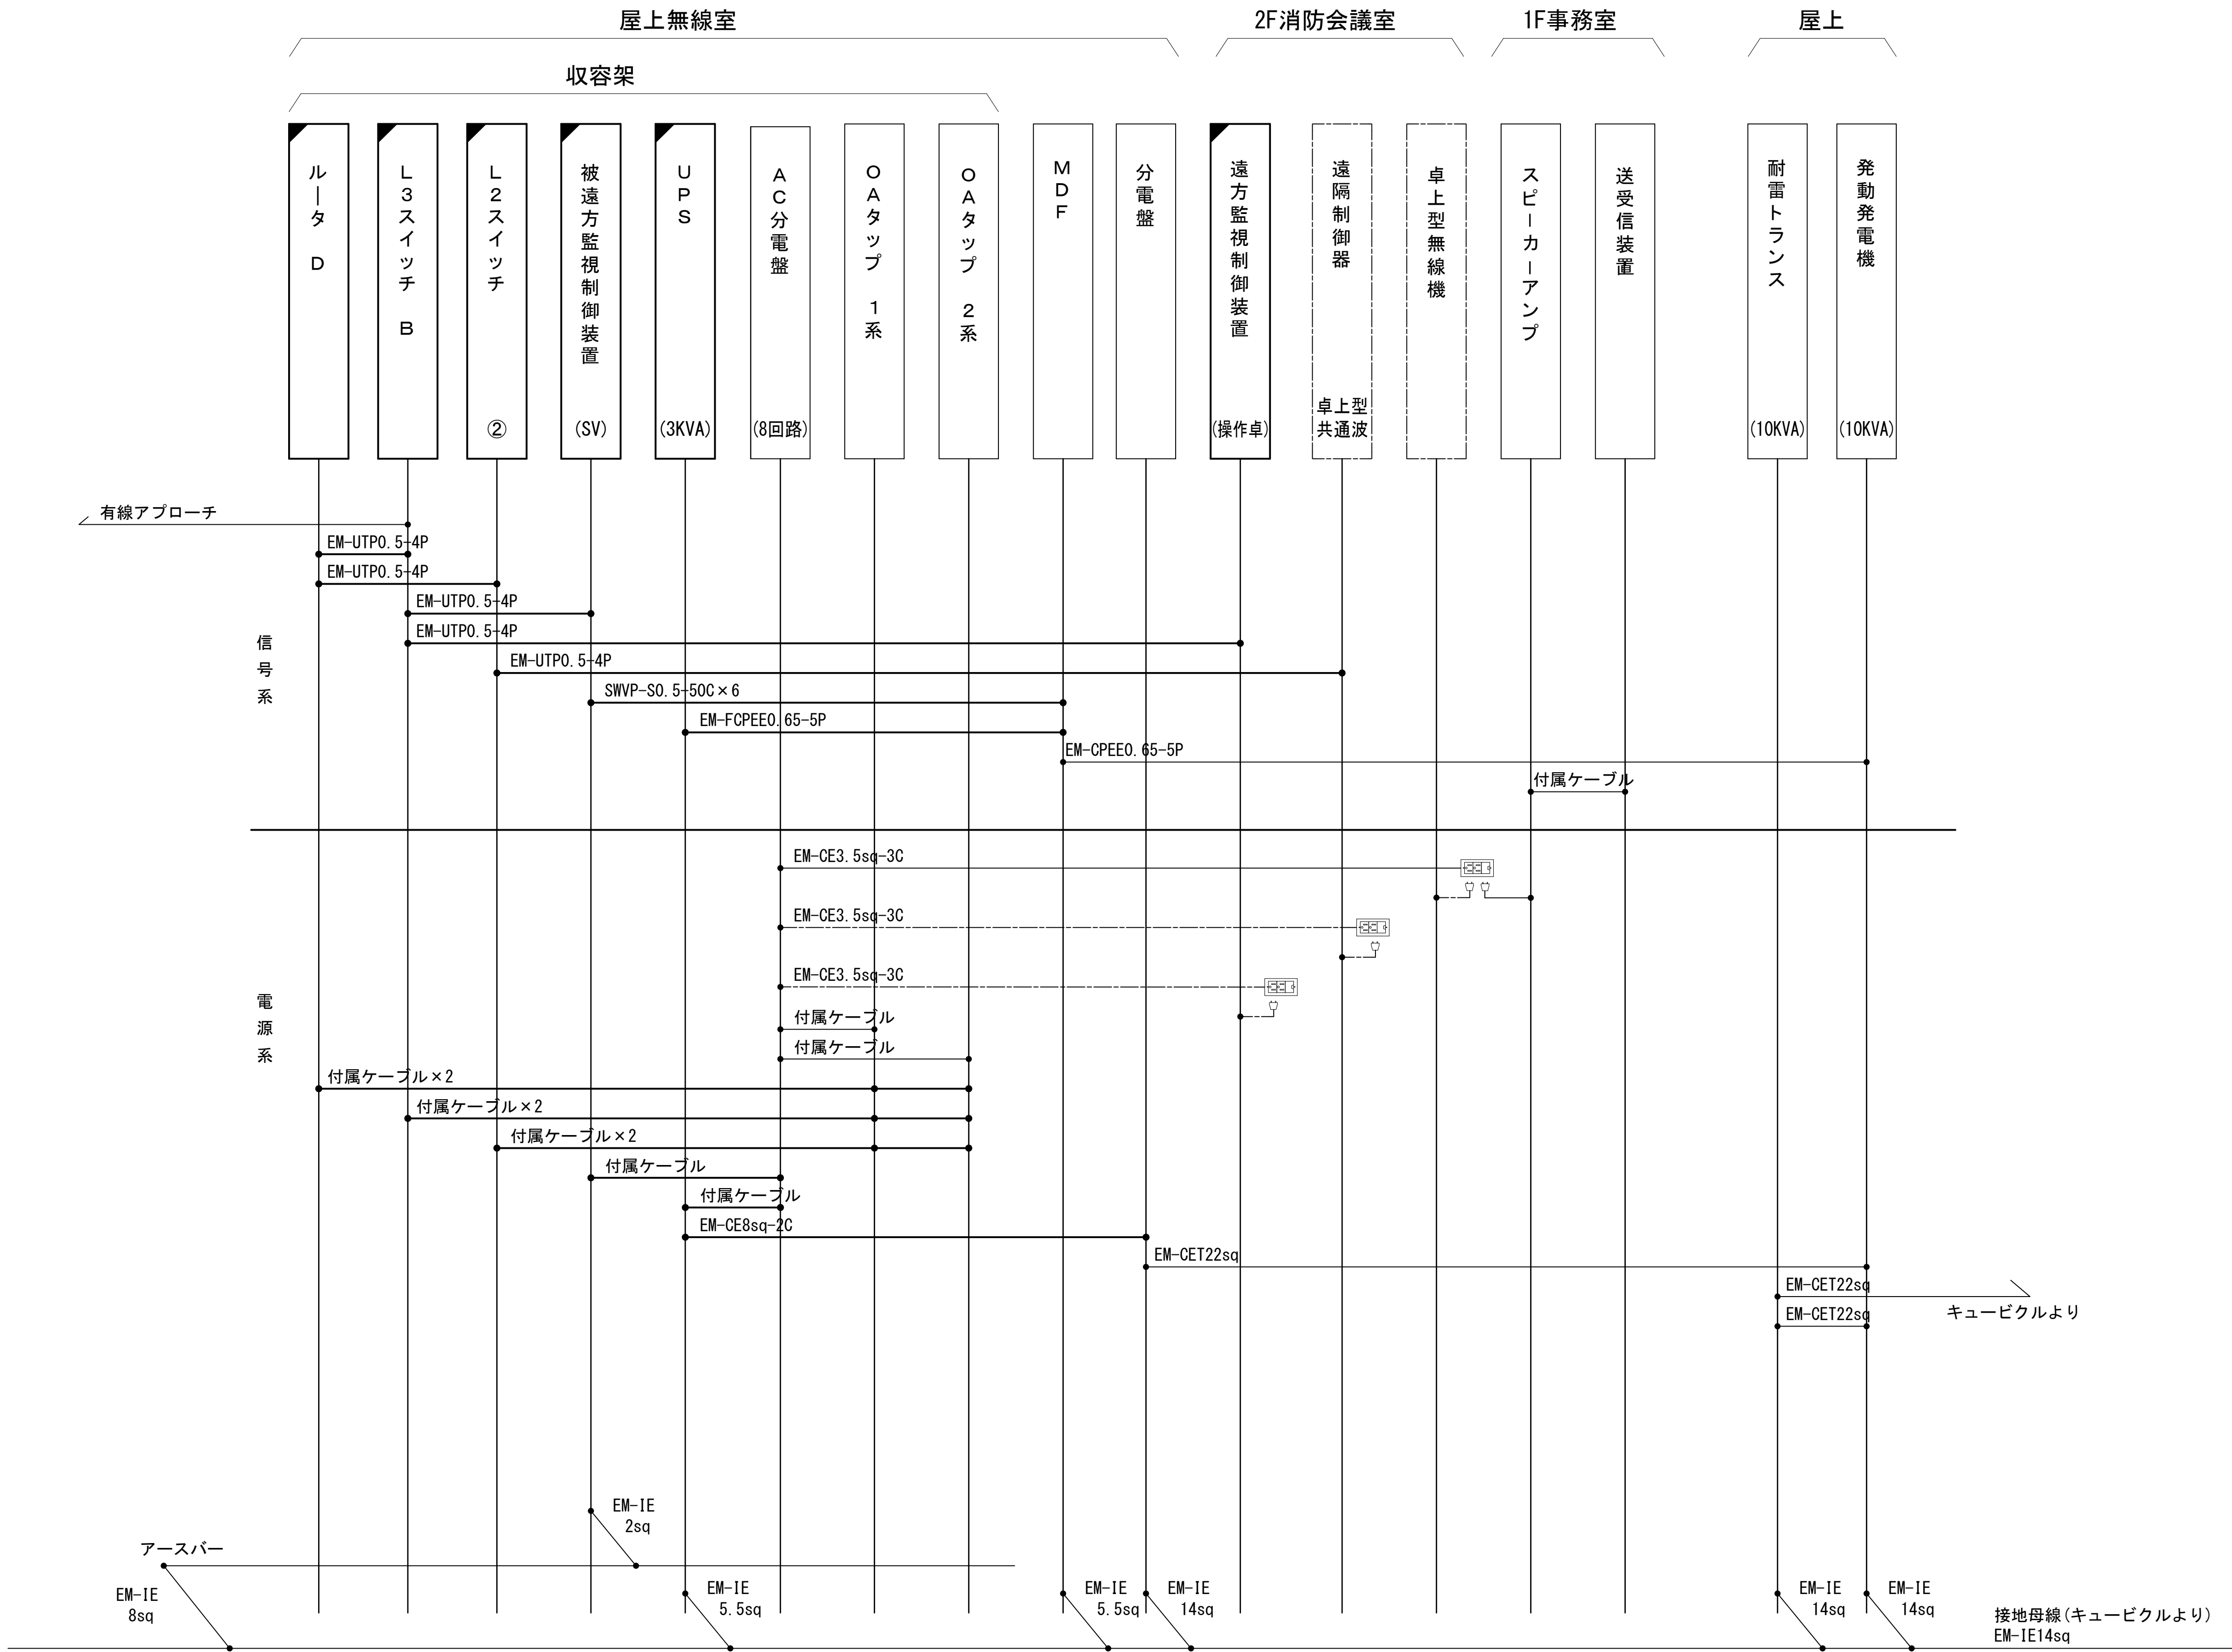 屋上無線室
2F消防会議室
1F事務室
屋上
収容架
ルータ D
L3スイッチ B
L2スイッチ
②
被遠方監視制御装置
(SV)
UPS
(3KVA)
AC分電盤
(8回路)
OAタップ 1系
OAタップ 2系
MDF
分電盤
遠方監視制御装置
(操作卓)
遠隔制御器
卓上型
共通波
卓上型無線機
スピーカーアンプ
送受信装置
耐雷トランス
(10KVA)
発動発電機
(10KVA)
有線アプローチ
EM-UTP0.5-4P
EM-UTP0.5-4P
EM-UTP0.5-4P
信号系
EM-UTP0.5-4P
EM-UTP0.5-4P
SWVP-S0.5-50C×6
EM-FCPEE0.65-5P
EM-CPEE0.65-5P
付属ケーブル
EM-CE3.5sq-3C
EM-CE3.5sq-3C
EM-CE3.5sq-3C
電源系
付属ケーブル
付属ケーブル
付属ケーブル×2
付属ケーブル×2
付属ケーブル×2
付属ケーブル
付属ケーブル
EM-CE8sq-2C
EM-CET22sq
EM-CET22sq
キュービクルより
EM-CET22sq
EM-IE
2sq
アースバー
EM-IE
8sq
EM-IE
5.5sq
EM-IE
5.5sq
EM-IE
14sq
EM-IE
14sq
EM-IE
14sq
接地母線(キュービクルより)
EM-IE14sq